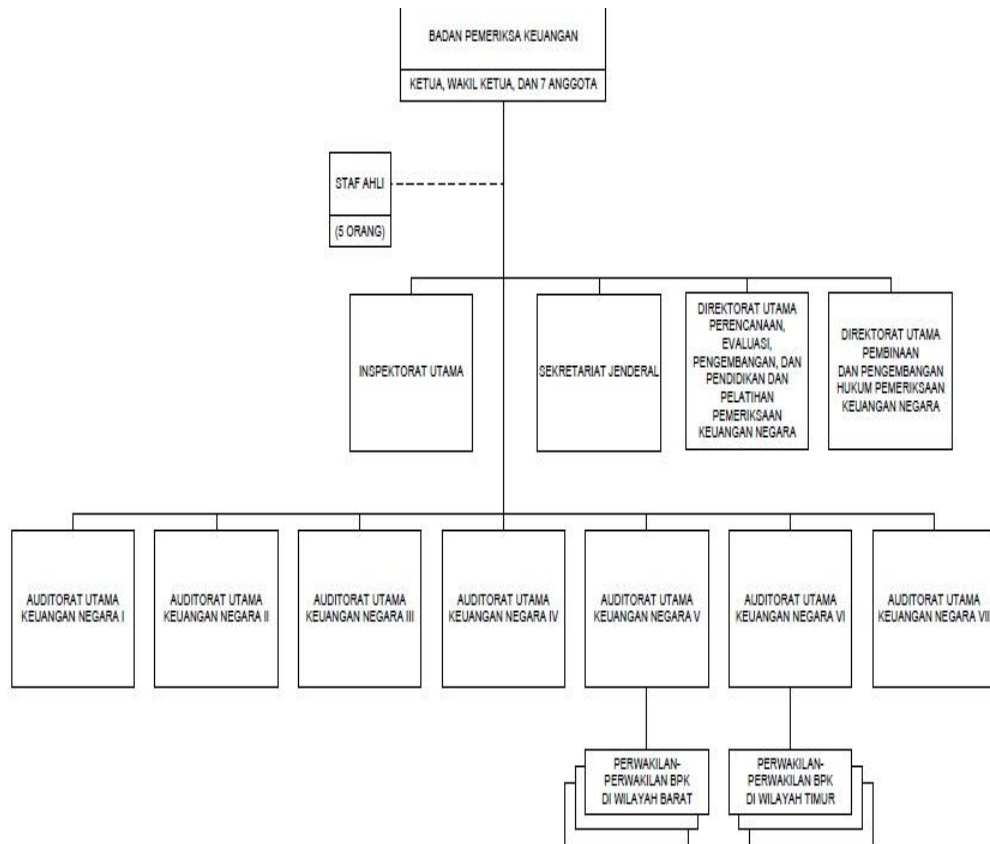 BADAN PEMERIKSA KEUANGAN
KETUA, WAKIL KETUA, DAN 7 ANGGOTA
STAF AHLI
(5 ORANG)
INSPEKTORAT UTAMA
SEKRETARIAT JENDERAL
DIREKTORAT UTAMA
PERENCANAAN,
EVALUASI,
PENGEMBANGAN, DAN
PENDIDIKAN DAN
PELATIHAN
PEMERIKSAAN
KEUANGAN NEGARA
DIREKTORAT UTAMA
PEMBINAAN
DAN PENGEMBANGAN
HUKUM PEMERIKSAAN
KEUANGAN NEGARA
AUDITORAT UTAMA
KEUANGAN NEGARA I
AUDITORAT UTAMA
KEUANGAN NEGARA II
AUDITORAT UTAMA
KEUANGAN NEGARA III
AUDITORAT UTAMA
KEUANGAN NEGARA IV
AUDITORAT UTAMA
KEUANGAN NEGARA V
AUDITORAT UTAMA
KEUANGAN NEGARA VI
AUDITORAT UTAMA
KEUANGAN NEGARA VII
PERWAKILAN-
PERWAKILAN BPK
DI WILAYAH BARAT
PERWAKILAN-
PERWAKILAN BPK
DI WILAYAH TIMUR